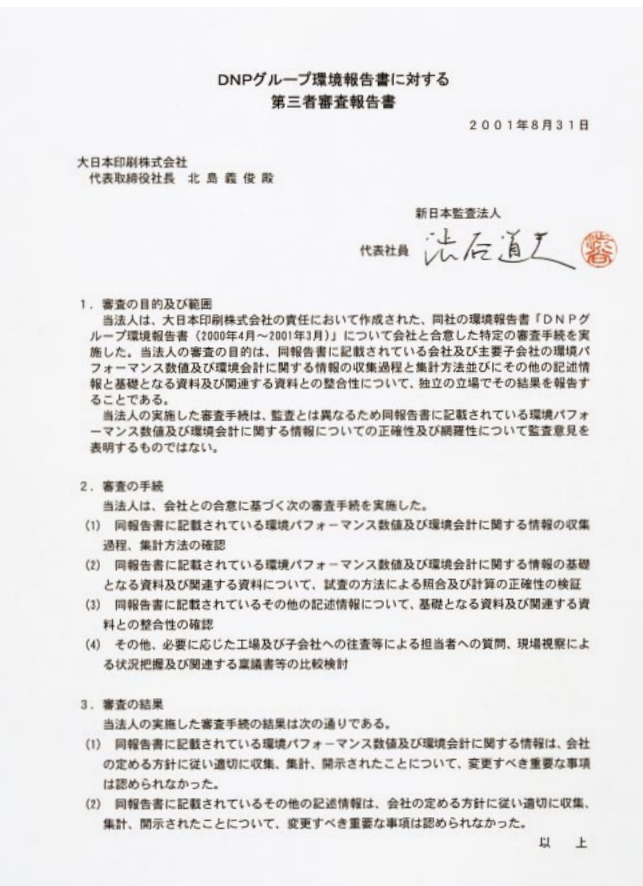 DNPグループ環境報告書に対する
第三者審査報告書
2001年8月31日
大日本印刷株式会社
代表取締役社長 北島義俊殿
新日本監査法人
代表社員 渋谷道夫
1．審査の目的及び範囲
当法人は、大日本印刷株式会社の責任において作成された、同社の環境報告書「DNPグ
ループ環境報告書（2000年4月～2001年3月）」について会社と合意した特定の審査手続を実
施した。当法人の審査の目的は、同報告書に記載されている会社及び主要子会社の環境パ
フォーマンス数値及び環境会計に関する情報の収集過程と集計方法並びにその他の記述情
報と基礎となる資料及び関連する資料との整合性について、独立の立場でその結果を報告す
ることである。
当法人の実施した審査手続は、監査とは異なるため同報告書に記載されている環境パフォ
ーマンス数値及び環境会計に関する情報についての正確性及び網羅性について監査意見を
表明するものではない。
2．審査の手続
当法人は、会社との合意に基づく次の審査手続を実施した。
(1) 同報告書に記載されている環境パフォーマンス数値及び環境会計に関する情報の収集
過程、集計方法の確認
(2) 同報告書に記載されている環境パフォーマンス数値及び環境会計に関する情報の基礎
となる資料及び関連する資料について、試査の方法による照合及び計算の正確性の検証
(3) 同報告書に記載されているその他の記述情報について、基礎となる資料及び関連する資
料との整合性の確認
(4) その他、必要に応じた工場及び子会社への往査等による担当者への質問、現場視察によ
る状況把握及び関連する稟議書等の比較検討
3．審査の結果
当法人の実施した審査手続の結果は次の通りである。
(1) 同報告書に記載されている環境パフォーマンス数値及び環境会計に関する情報は、会社
の定める方針に従い適切に収集、集計、開示されたことについて、変更すべき重要な事項
は認められなかった。
(2) 同報告書に記載されているその他の記述情報は、会社の定める方針に従い適切に収集、
集計、開示されたことについて、変更すべき重要な事項は認められなかった。
以 上